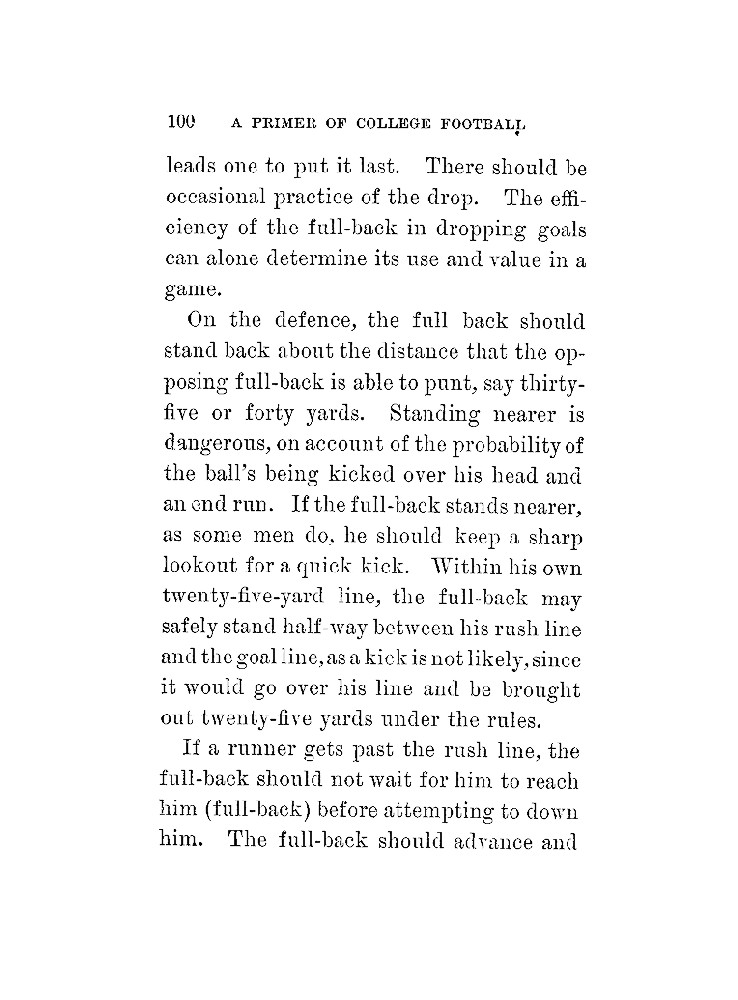 100 A PRIMER OF COLLEGE FOOTBALL
leads one to put it last. There should be
occasional practice of the drop. The effi-
ciency of the full-back in dropping goals
can alone determine its use and value in a
game.
On the defence, the full back should
stand back about the distance that the op-
posing full-back is able to punt, say thirty-
five or forty yards. Standing nearer is
dangerous, on account of the probability of
the ball's being kicked over his head and
an end run. If the full-back stands nearer,
as some men do, he should keep a sharp
lookout for a quick kick. Within his own
twenty-five-yard line, the full-back may
safely stand half-way between his rush line
and the goal line, as a kick is not likely, since
it would go over his line and be brought
out twenty-five yards under the rules.
If a runner gets past the rush line, the
full-back should not wait for him to reach
him (full-back) before attempting to down
him. The full-back should advance and